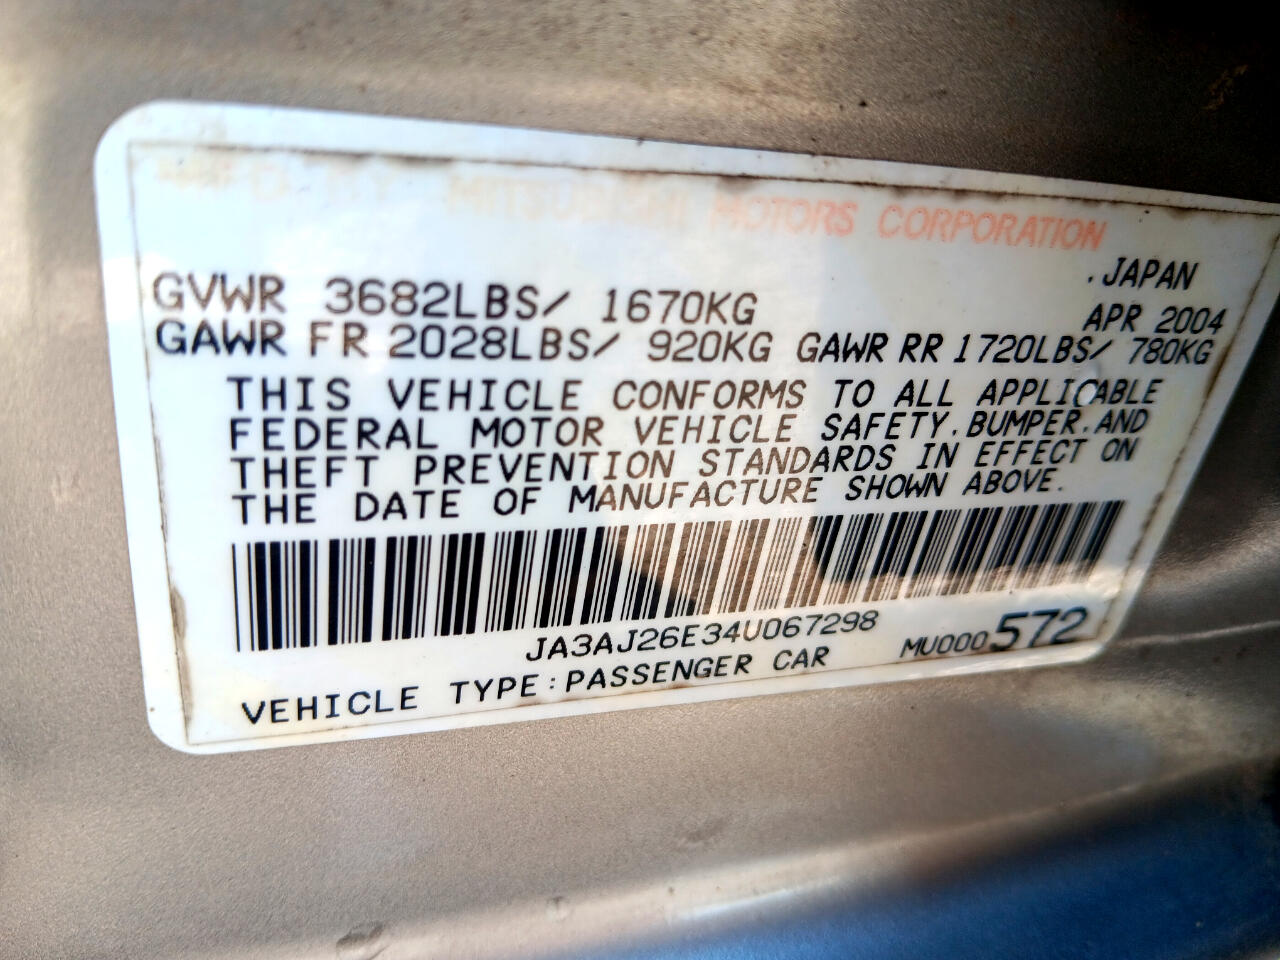 MFD BY MITSUBISHI MOTORS CORPORATION
.JAPAN
GVWR 3682LBS/ 1670KG APR 2004
GAWR FR 2028LBS/ 920KG GAWR RR 1720LBS/ 780KG
THIS VEHICLE CONFORMS TO ALL APPLICABLE
FEDERAL MOTOR VEHICLE SAFETY,BUMPER,AND
THEFT PREVENTION STANDARDS IN EFFECT ON
THE DATE OF MANUFACTURE SHOWN ABOVE.
JA3AJ26E34U067298
MU000572
VEHICLE TYPE:PASSENGER CAR